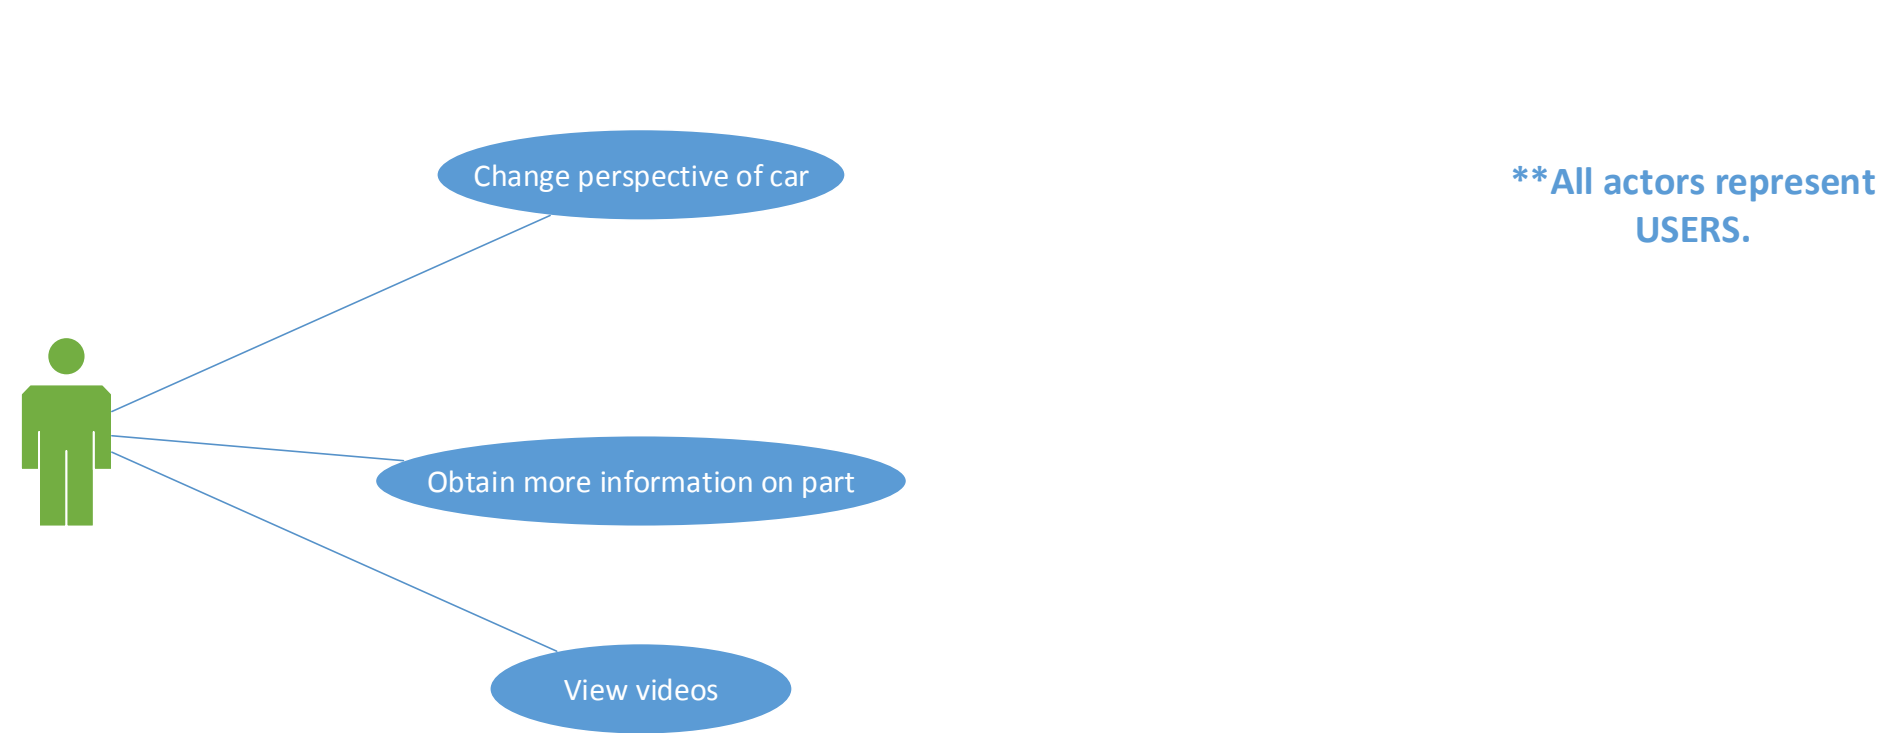 Change perspective of car
**All actors represent
USERS.
Obtain more information on part
View videos